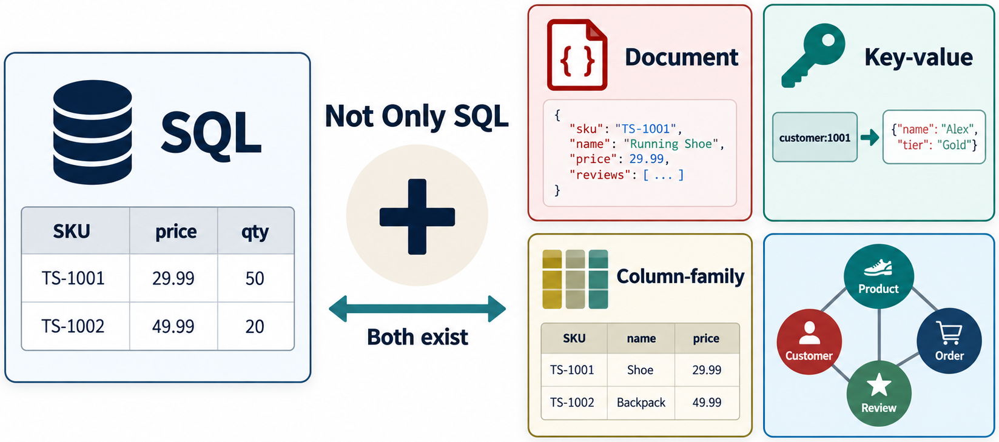 SQL
SKU price qty
TS-1001 29.99 50
TS-1002 49.99 20
Not Only SQL
Both exist
Document
{ }
{
"sku": "TS-1001",
"name": "Running Shoe",
"price": 29.99,
"reviews": [ ... ]
}
Key-value
customer:1001
{"name": "Alex",
"tier": "Gold"}
Column-family
SKU name price
TS-1001 Shoe 29.99
TS-1002 Backpack 49.99
Product
Customer
Order
Review